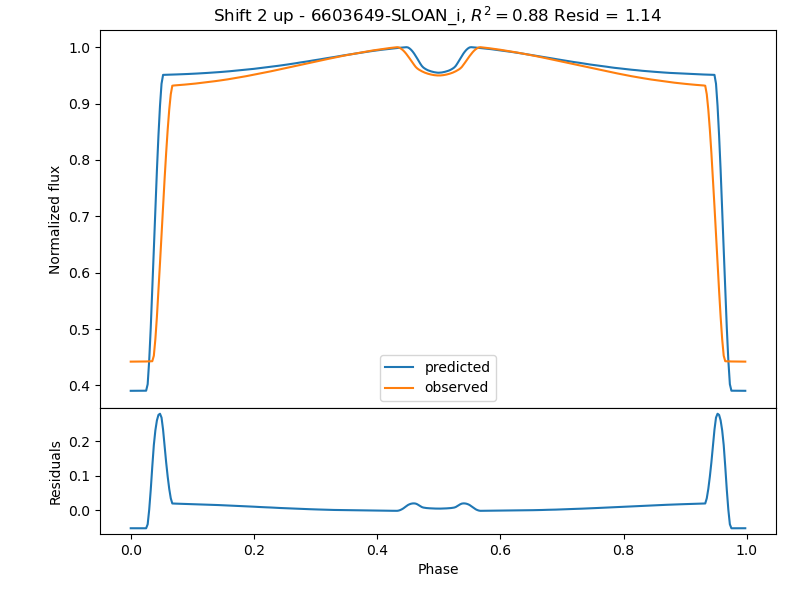 Shift 2 up - 6603649-SLOAN_i, R² = 0.88 Resid = 1.14
1.0
0.9
0.8
0.7
0.6
0.5
0.4
Normalized flux
predicted
observed
0.2
0.1
0.0
Residuals
0.0 0.2 0.4 0.6 0.8 1.0
Phase